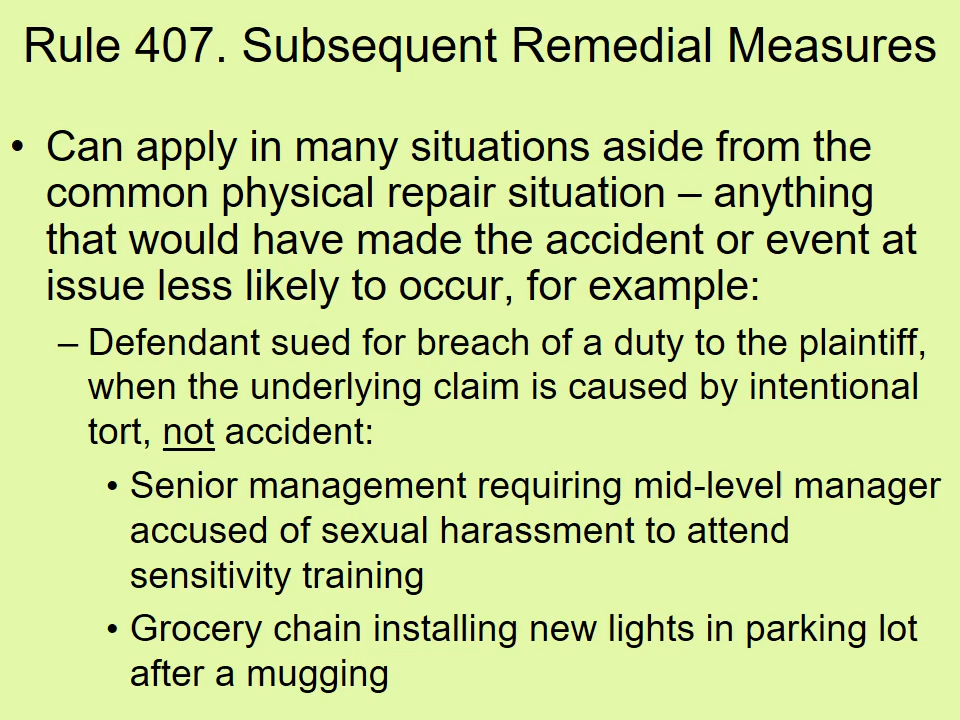 Rule 407. Subsequent Remedial Measures
• Can apply in many situations aside from the
common physical repair situation – anything
that would have made the accident or event at
issue less likely to occur, for example:
– Defendant sued for breach of a duty to the plaintiff,
when the underlying claim is caused by intentional
tort, not accident:
• Senior management requiring mid-level manager
accused of sexual harassment to attend
sensitivity training
• Grocery chain installing new lights in parking lot
after a mugging